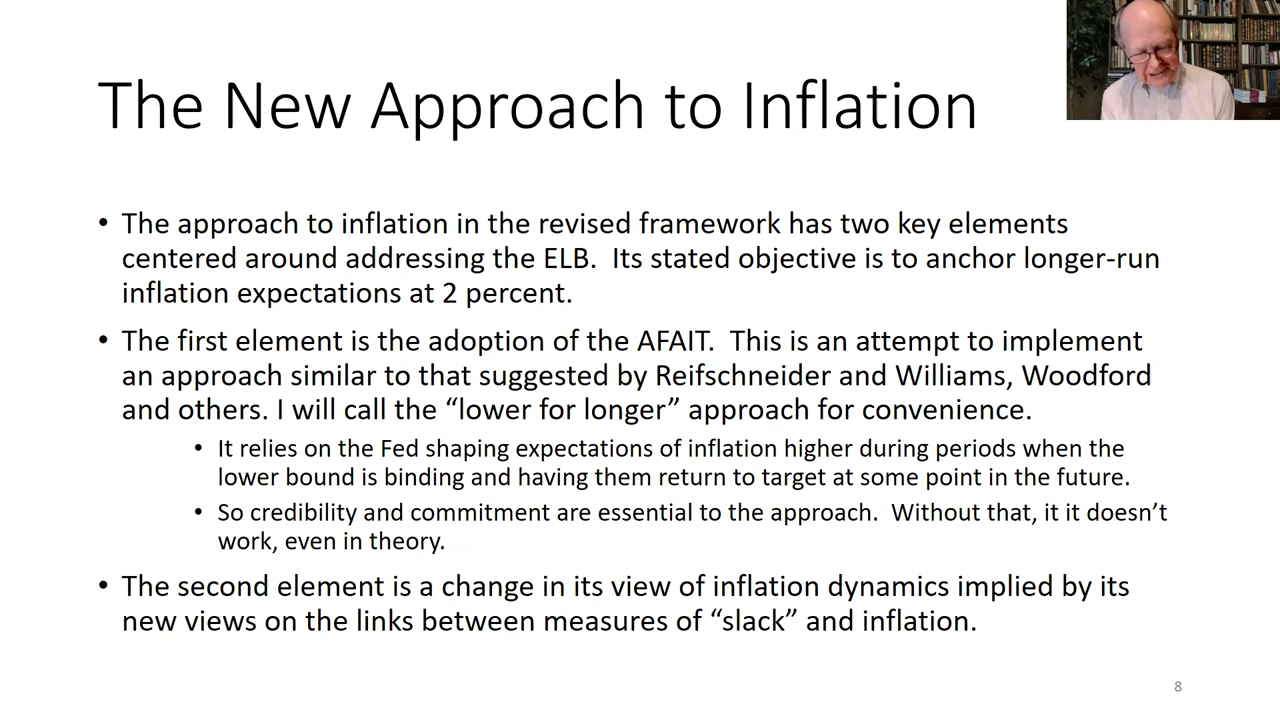 The New Approach to Inflation
• The approach to inflation in the revised framework has two key elements
centered around addressing the ELB.  Its stated objective is to anchor longer-run
inflation expectations at 2 percent.
• The first element is the adoption of the AFAIT.  This is an attempt to implement
an approach similar to that suggested by Reifschneider and Williams, Woodford
and others. I will call the “lower for longer” approach for convenience.
• It relies on the Fed shaping expectations of inflation higher during periods when the
lower bound is binding and having them return to target at some point in the future.
• So credibility and commitment are essential to the approach.  Without that, it it doesn’t
work, even in theory.
• The second element is a change in its view of inflation dynamics implied by its
new views on the links between measures of “slack” and inflation.
8